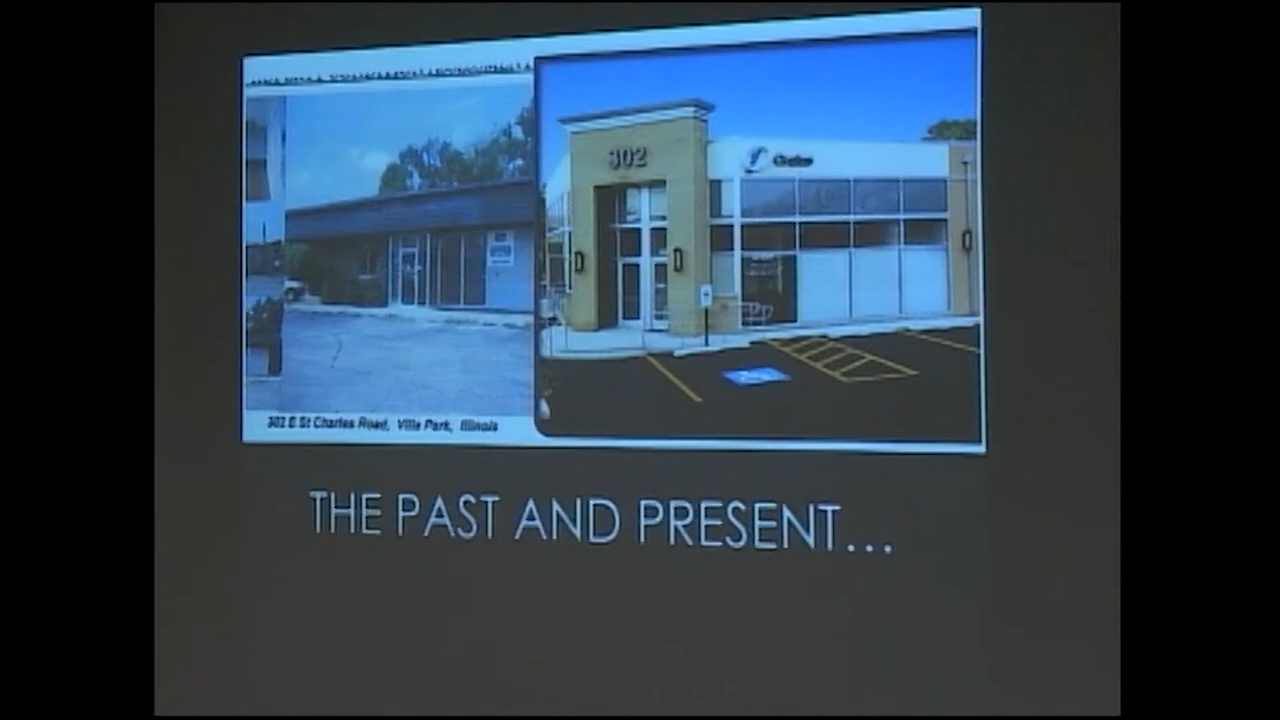 302
302 E St Charles Road, Villa Park, Illinois
THE PAST AND PRESENT...